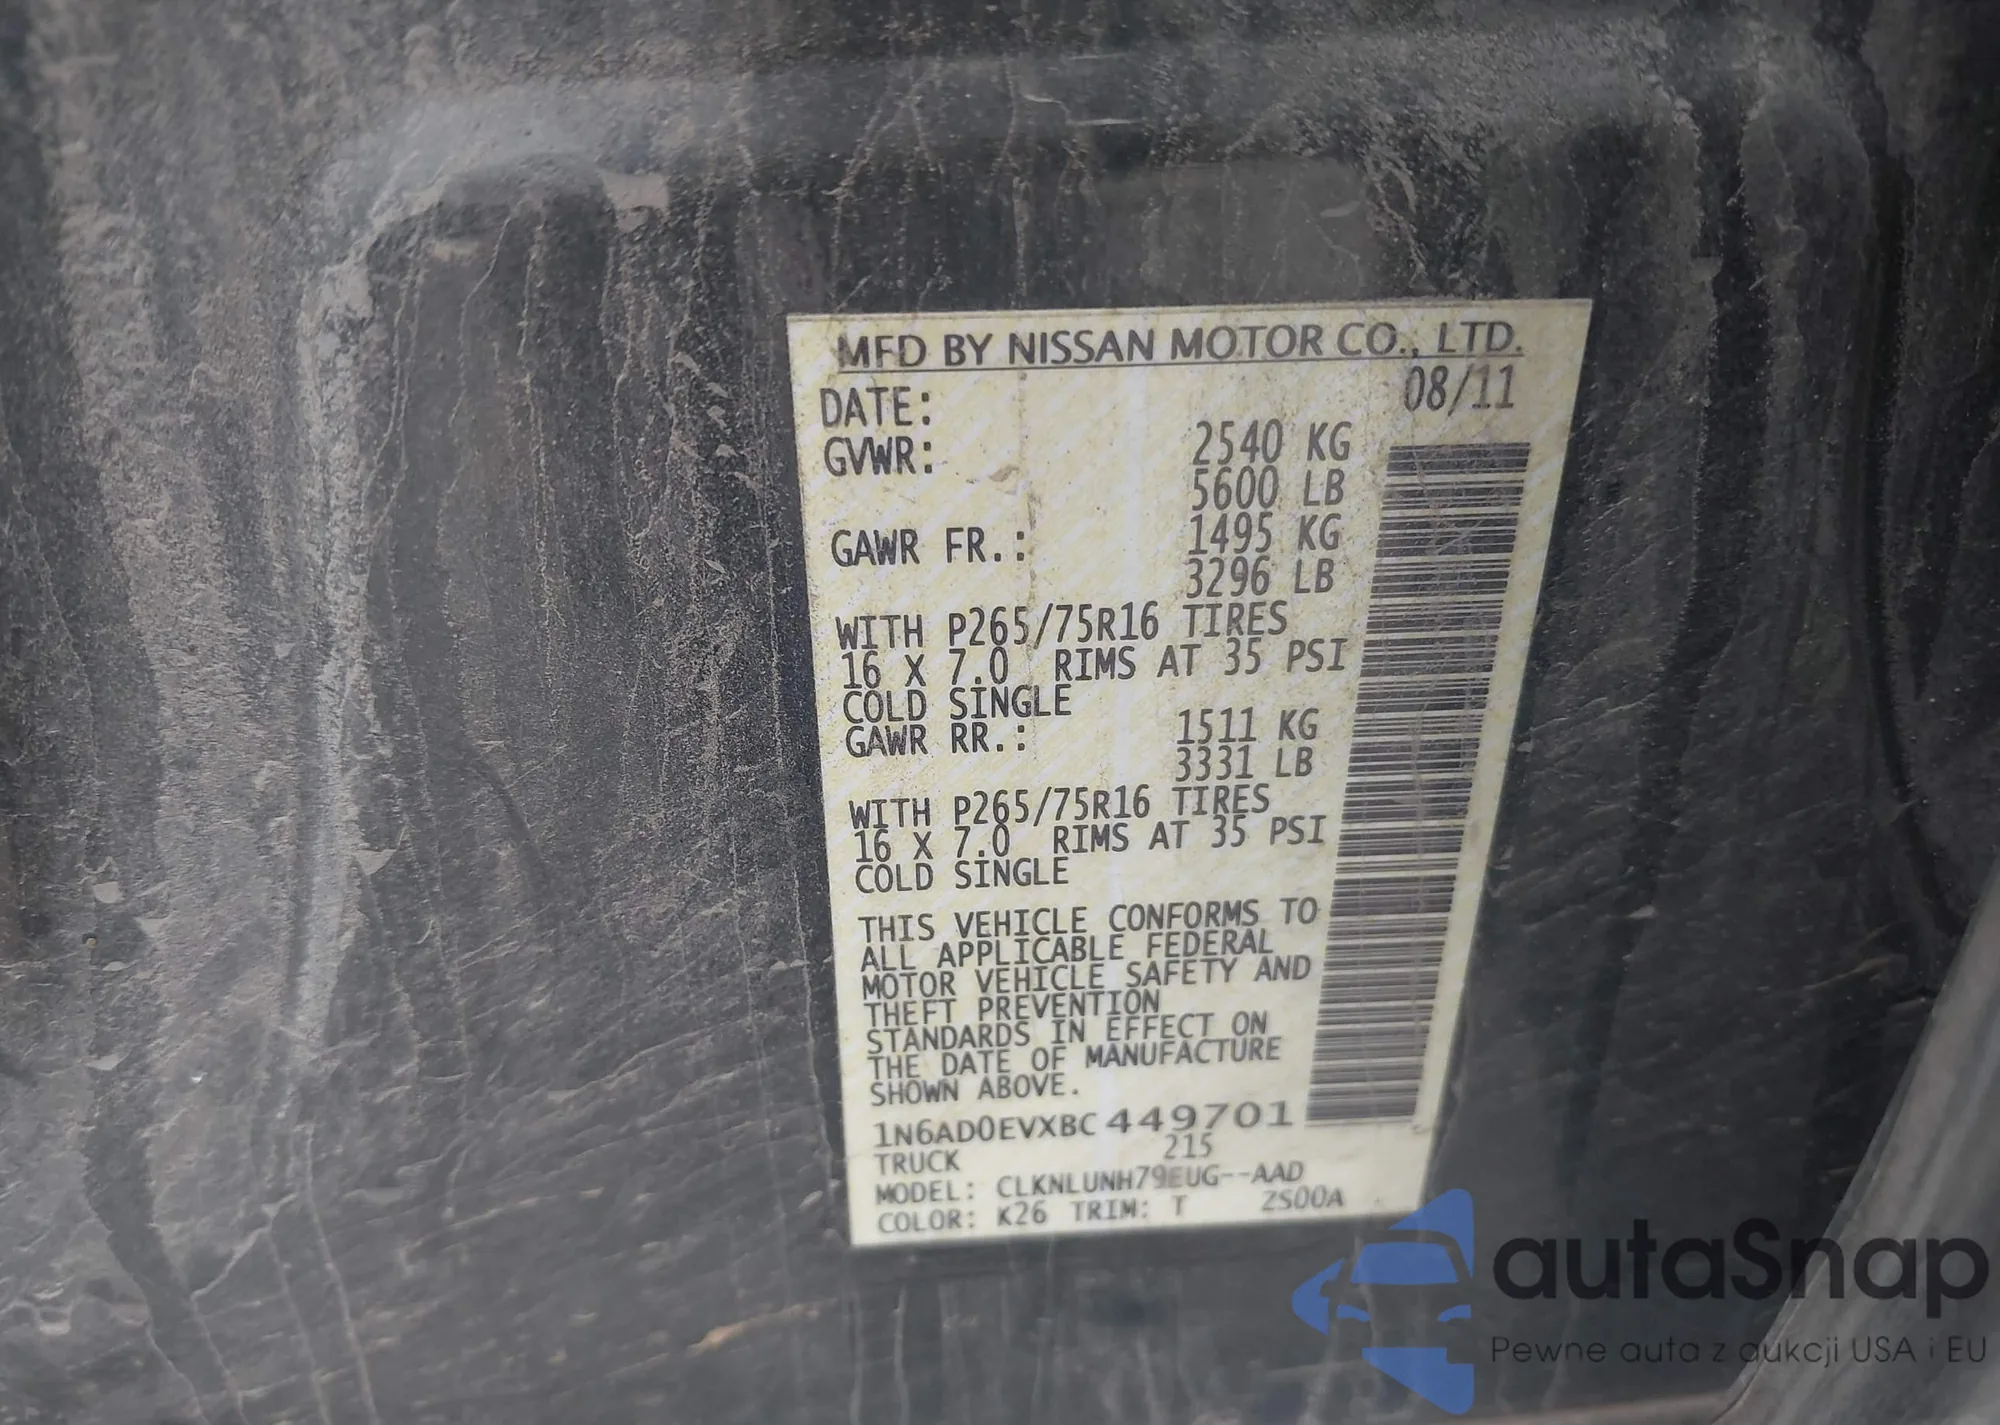 MFD BY NISSAN MOTOR CO., LTD.
DATE: 08/11
GVWR: 2540 KG
5600 LB
GAWR FR.: 1495 KG
3296 LB
WITH P265/75R16 TIRES
16 X 7.0 RIMS AT 35 PSI
COLD SINGLE
GAWR RR.: 1511 KG
3331 LB
WITH P265/75R16 TIRES
16 X 7.0 RIMS AT 35 PSI
COLD SINGLE
THIS VEHICLE CONFORMS TO
ALL APPLICABLE FEDERAL
MOTOR VEHICLE SAFETY AND
THEFT PREVENTION
STANDARDS IN EFFECT ON
THE DATE OF MANUFACTURE
SHOWN ABOVE.
1N6AD0EVXBC 449701
TRUCK 215
MODEL: CLKNLUNH79EUG--AAD
COLOR: K26 TRIM: T 2S00A
autaSnap
Pewne auta z aukcji USA i EU